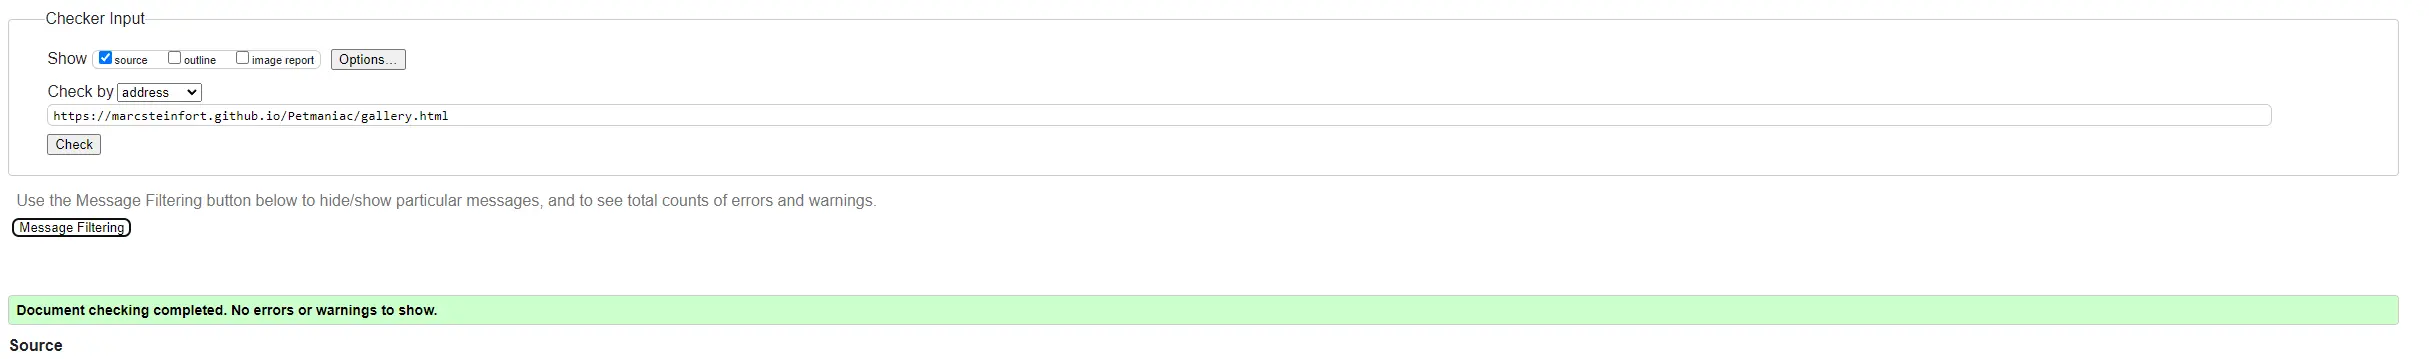 Checker Input
Show source outline image report Options...
Check by address
https://marcsteinfort.github.io/Petmaniac/gallery.html
Check
Use the Message Filtering button below to hide/show particular messages, and to see total counts of errors and warnings.
Message Filtering
Document checking completed. No errors or warnings to show.
Source